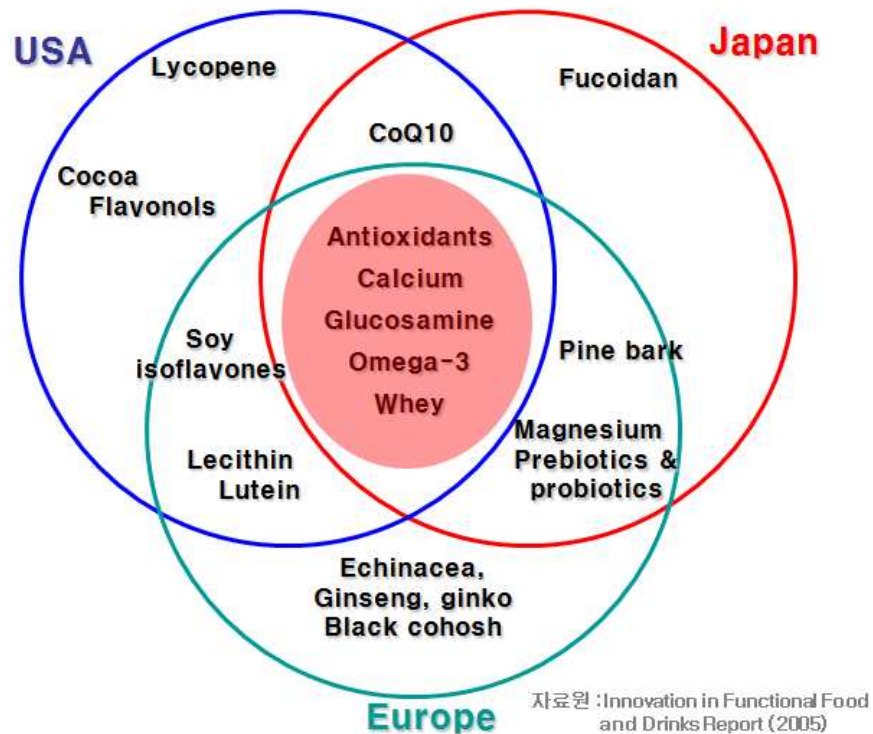 USA
Japan
Lycopene
Fucoidan
CoQ10
Cocoa
Flavonols
Antioxidants
Calcium
Glucosamine
Omega-3
Whey
Soy
isoflavones
Pine bark
Lecithin
Lutein
Magnesium
Prebiotics &
probiotics
Echinacea,
Ginseng, ginko
Black cohosh
Europe
자료원 :Innovation in Functional Food
and Drinks Report (2005)